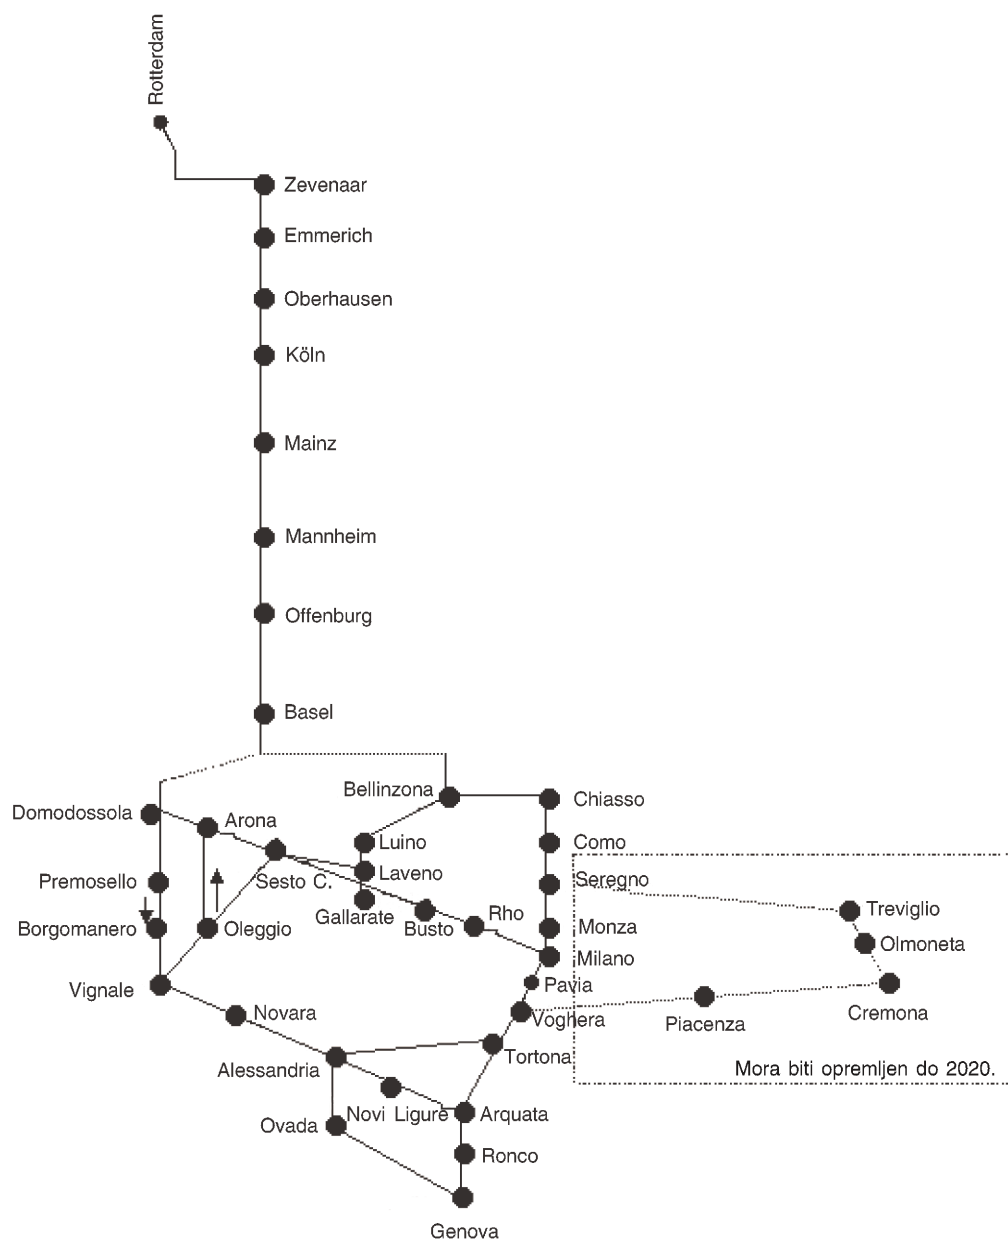 Rotterdam
Zevenaar
Emmerich
Oberhausen
Köln
Mainz
Mannheim
Offenburg
Basel
Bellinzona
Chiasso
Domodossola
Arona
Luino
Como
Premosello
Sesto C.
Laveno
Seregno
Gallarate
Busto
Rho
Treviglio
Borgomanero
Oleggio
Monza
Olmoneta
Milano
Vignale
Pavia
Novara
Voghera
Piacenza
Cremona
Alessandria
Tortona
Mora biti opremljen do 2020.
Novi Ligure
Arquata
Ovada
Ronco
Genova